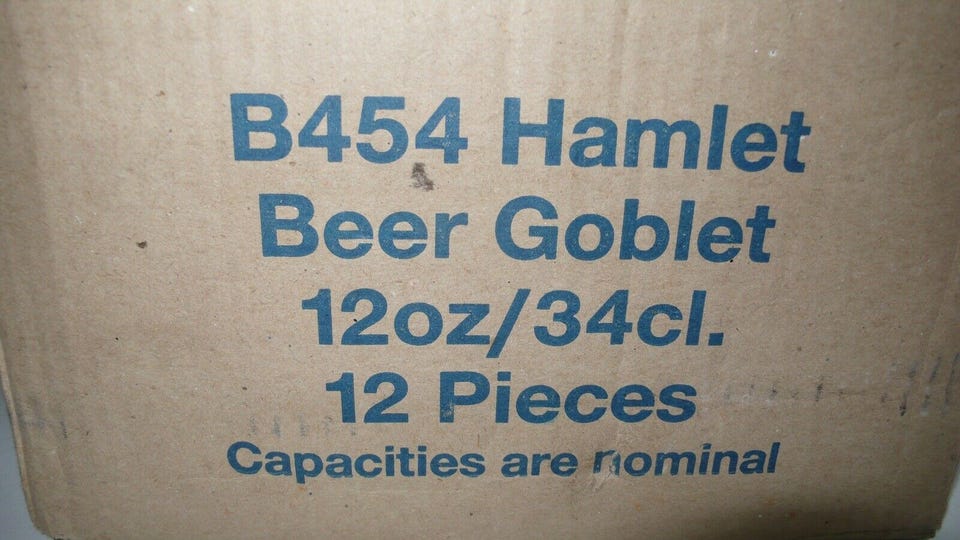 B454 Hamlet
Beer Goblet
12oz/34cl.
12 Pieces
Capacities are nominal